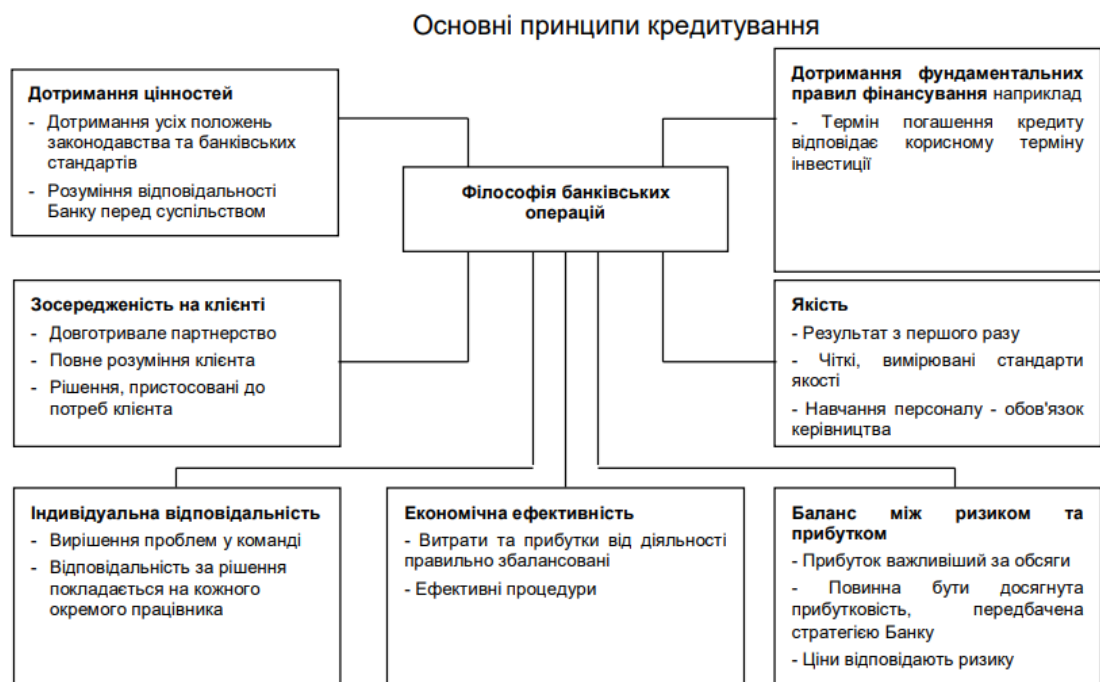 Основні принципи кредитування
Дотримання цінностей
- Дотримання усіх положень
законодавства та банківських
стандартів
- Розуміння відповідальності
Банку перед суспільством
Дотримання фундаментальних
правил фінансування наприклад
- Термін погашення кредиту
відповідає корисному терміну
інвестиції
Філософія банківських
операцій
Зосередженість на клієнті
- Довготривале партнерство
- Повне розуміння клієнта
- Рішення, пристосовані до
потреб клієнта
Якість
- Результат з першого разу
- Чіткі, вимірювані стандарти
якості
- Навчання персоналу - обов'язок
керівництва
Індивідуальна відповідальність
- Вирішення проблем у команді
- Відповідальність за рішення
покладається на кожного
окремого працівника
Економічна ефективність
- Витрати та прибутки від діяльності
правильно збалансовані
- Ефективні процедури
Баланс між ризиком та
прибутком
- Прибуток важливіший за обсяги
- Повинна бути досягнута
прибутковість, передбачена
стратегією Банку
- Ціни відповідають ризику